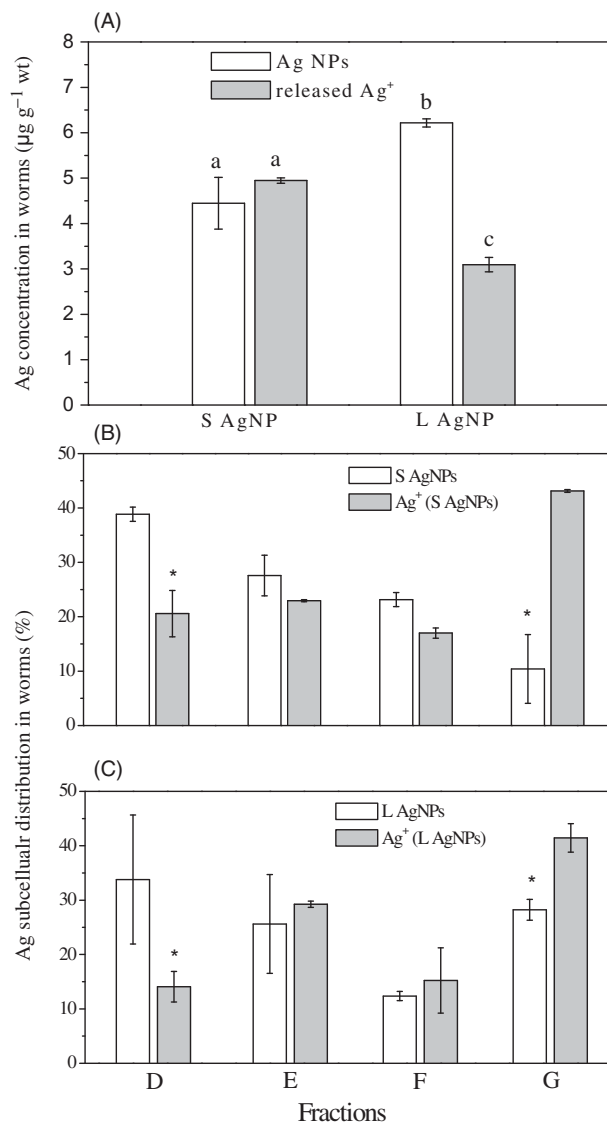 (A)
8
7
6
5
4
3
2
1
0
Ag concentration in worms (µg g⁻¹ wt)
Ag NPs
released Ag⁺
a
a
b
c
S AgNP
L AgNP
(B)
50
40
30
20
10
0
S AgNPs
Ag⁺ (S AgNPs)
*
*
Ag subcellualr distribution in worms (%)
(C)
50
40
30
20
10
0
L AgNPs
Ag⁺ (L AgNPs)
*
*
D E F G
Fractions